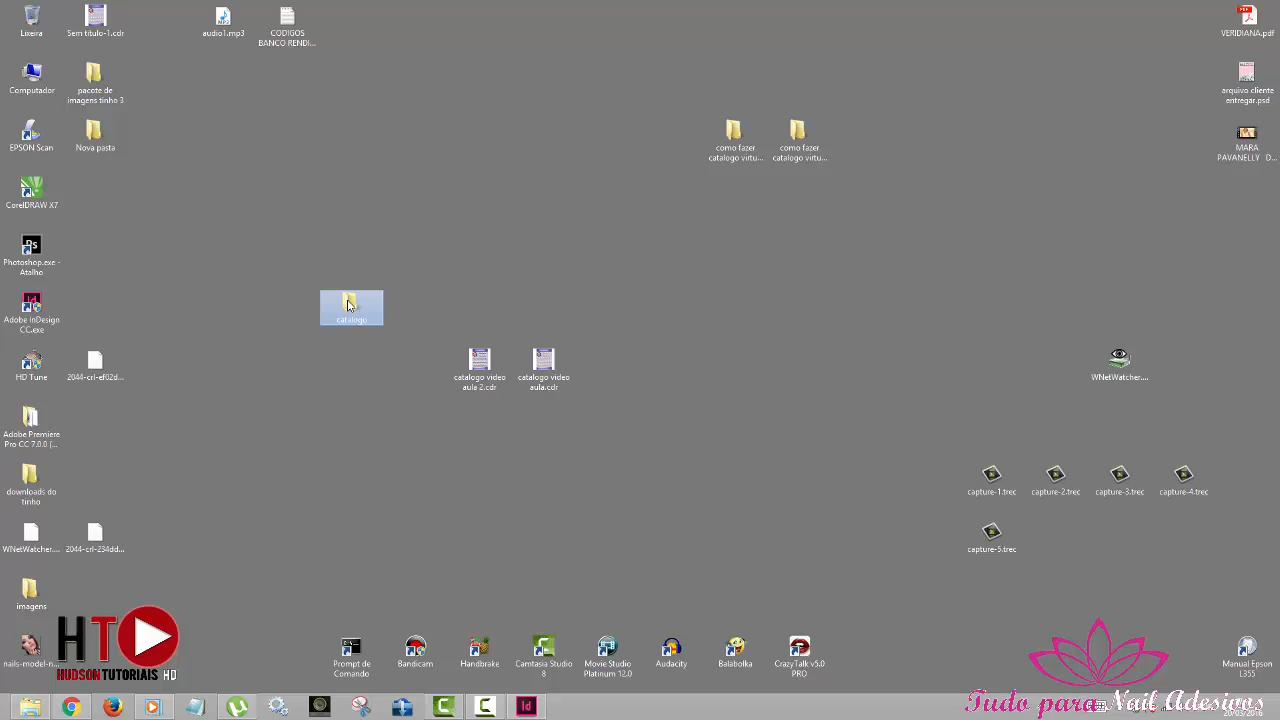 Lixeira
Sem título-1.cdr
audio1.mp3
CODIGOS
BANCO RENDI...
VERIDIANA.pdf
Computador
pacote de
imagens tinho 3
arquivo cliente
entregar.psd
EPSON Scan
Nova pasta
como fazer
catalogo virtu...
como fazer
catalogo virtu...
MARA
PAVANELLY D...
CorelDRAW X7
Ps
Photoshop.exe -
Atalho
Id
Adobe InDesign
CC.exe
catalogo
HD Tune
2044-crl-ef02d...
catalogo video
aula 2.cdr
catalogo video
aula.cdr
WNetWatcher....
Adobe Premiere
Pro CC 7.0.0 (...
downloads do
tinho
capture-1.trec
capture-2.trec
capture-3.trec
capture-4.trec
WNetWatcher....
2044-crl-234dd...
capture-5.trec
imagens
nails-model-n...
HT
HUDSON TUTORIAIS HD
Prompt de
Comando
Bandicam
Handbrake
Camtasia Studio
8
Movie Studio
Platinum 12.0
Audacity
Balabolka
CrazyTalk v5.0
PRO
Manual Epson
L355
Tudo para Nail Adesivas